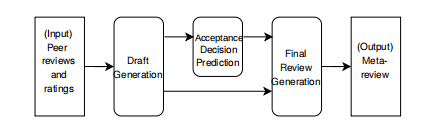 (Input)
Peer
reviews
and
ratings
Draft
Generation
Acceptance
Decision
Prediction
Final
Review
Generation
(Output)
Meta-
review